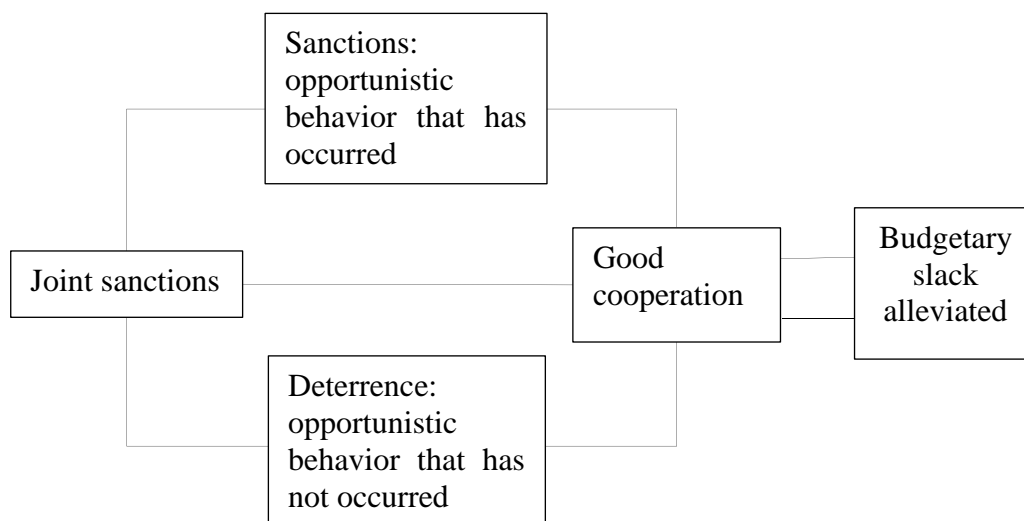 Sanctions:
opportunistic
behavior that has
occurred
Joint sanctions
Good
cooperation
Budgetary
slack
alleviated
Deterrence:
opportunistic
behavior that has
not occurred